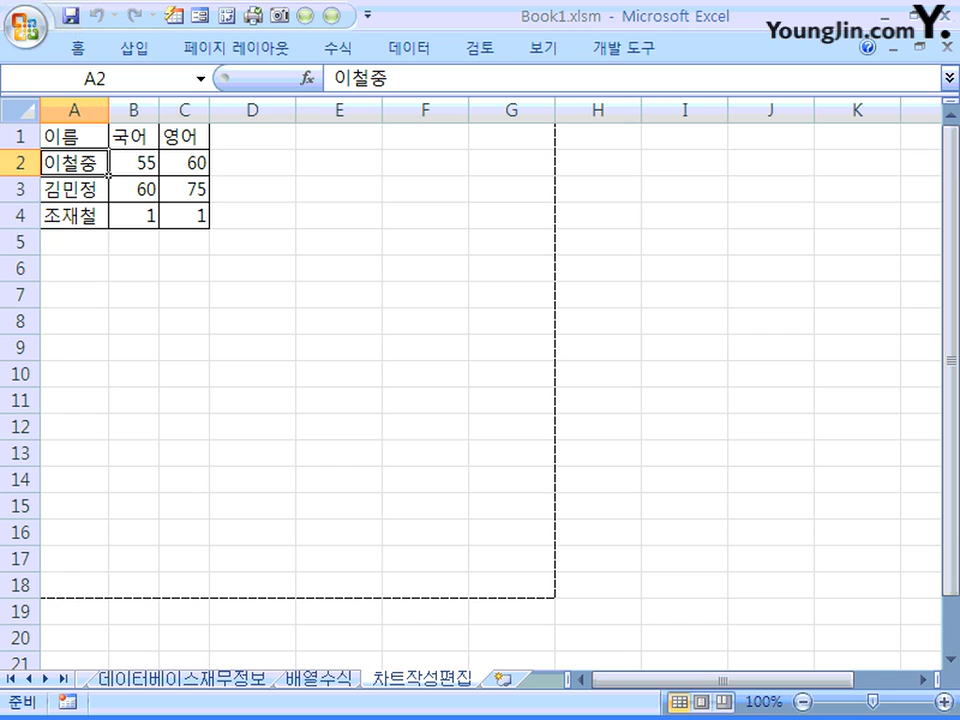 Book1.xlsm - Microsoft Excel
YoungJin.com Y.
홈 삽입 페이지 레이아웃 수식 데이터 검토 보기 개발 도구
A2 fx 이철중
A B C D E F G H I J K
1 이름 국어 영어
2 이철중 55 60
3 김민정 60 75
4 조재철 1 1
5
6
7
8
9
10
11
12
13
14
15
16
17
18
19
20
21
데이터베이스재무정보 배열수식 차트작성편집
준비 100%